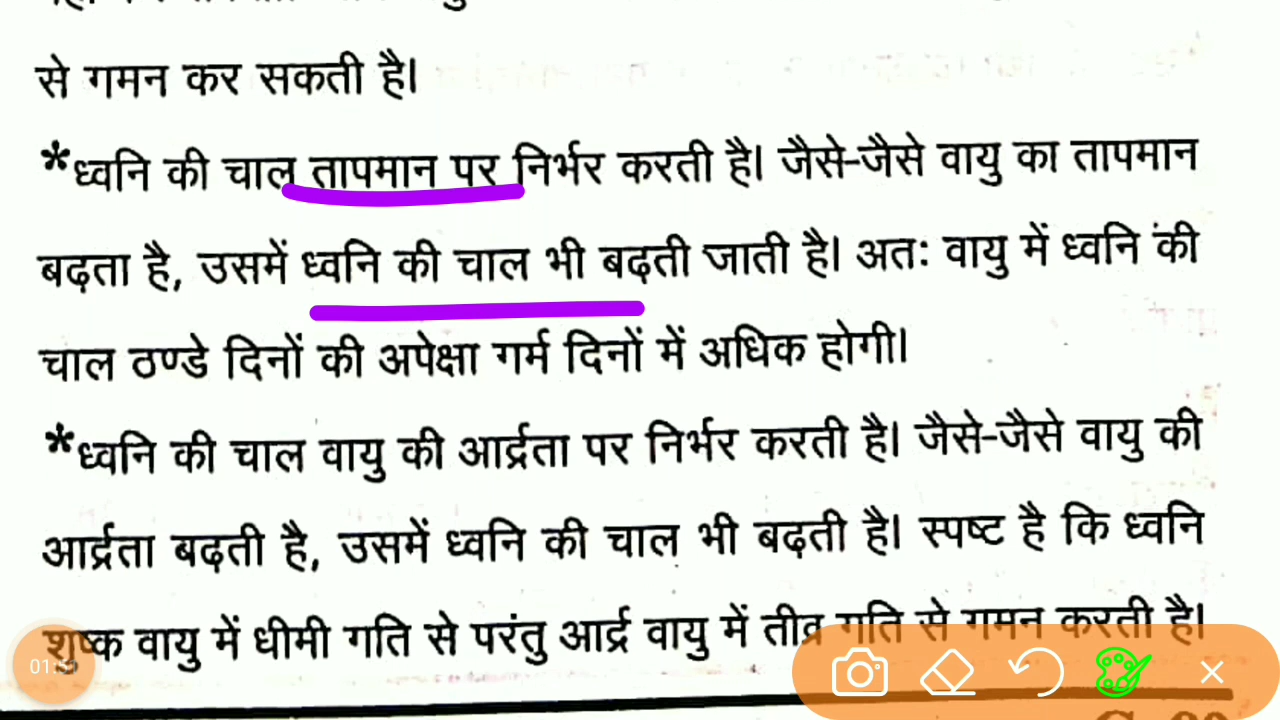 से गमन कर सकती है।
*ध्वनि की चाल तापमान पर निर्भर करती है। जैसे-जैसे वायु का तापमान
बढ़ता है, उसमें ध्वनि की चाल भी बढ़ती जाती है। अतः वायु में ध्वनि की
चाल ठण्डे दिनों की अपेक्षा गर्म दिनों में अधिक होगी।
*ध्वनि की चाल वायु की आर्द्रता पर निर्भर करती है। जैसे-जैसे वायु की
आर्द्रता बढ़ती है, उसमें ध्वनि की चाल भी बढ़ती है। स्पष्ट है कि ध्वनि
शुष्क वायु में धीमी गति से परंतु आर्द्र वायु में तीव्र गति से गमन करती है।